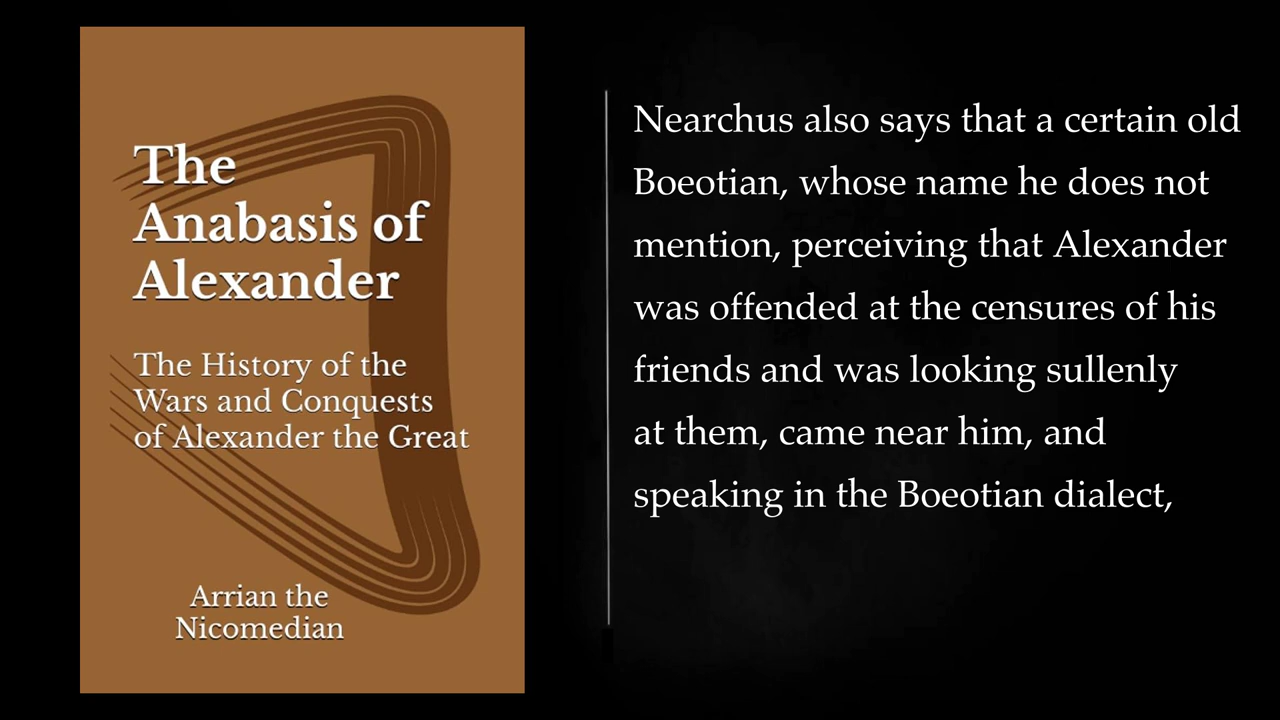 The
Anabasis of
Alexander
The History of the
Wars and Conquests
of Alexander the Great
Arrian the
Nicomedian
Nearchus also says that a certain old
Boeotian, whose name he does not
mention, perceiving that Alexander
was offended at the censures of his
friends and was looking sullenly
at them, came near him, and
speaking in the Boeotian dialect,